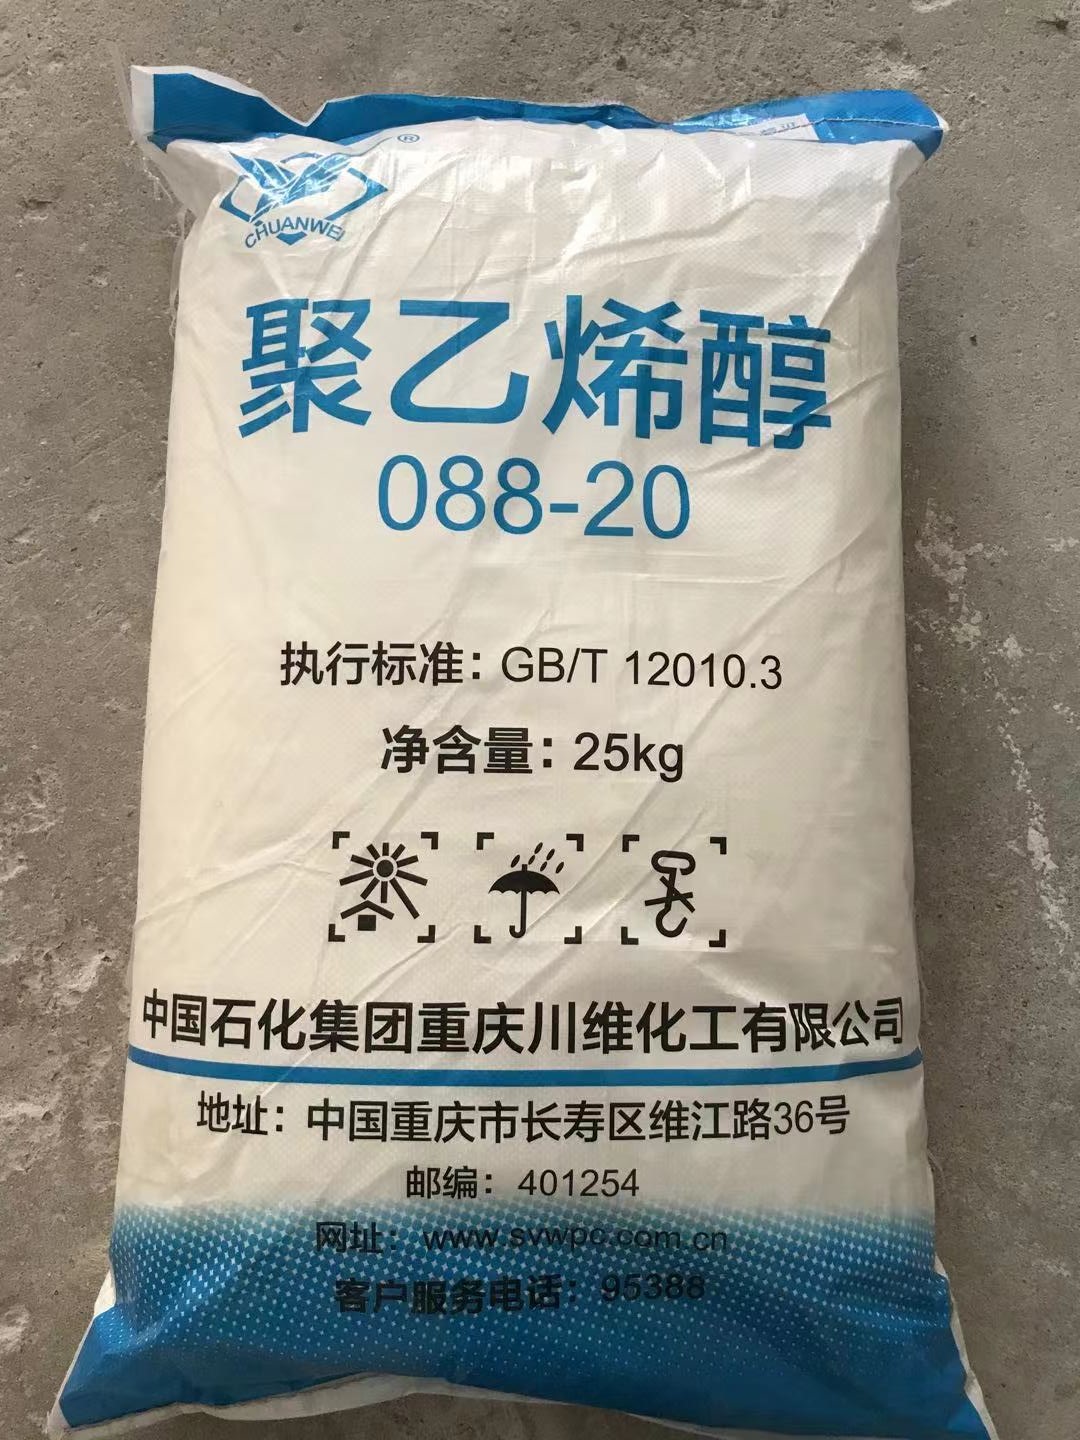 ®
CHUANWEI
聚乙烯醇
088-20
执行标准：GB/T 12010.3
净含量：25kg
中国石化集团重庆川维化工有限公司
地址：中国重庆市长寿区维江路36号
邮编：401254
网址：www.svwpc.com.cn
客户服务电话：95388